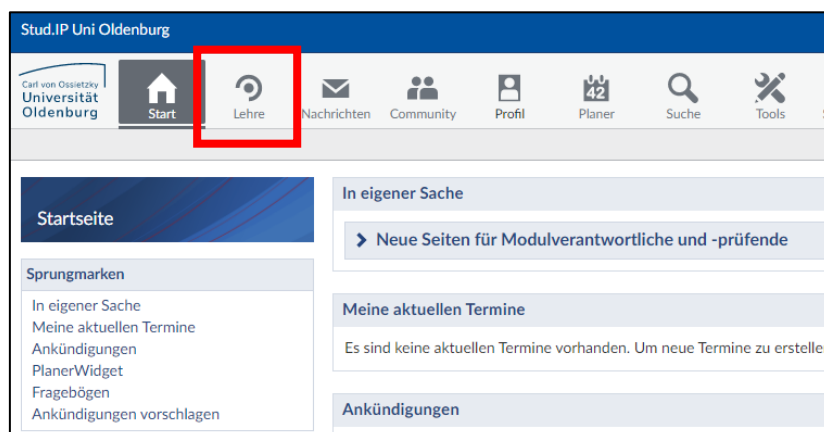 Stud.IP Uni Oldenburg
Carl von Ossietzky
Universität
Oldenburg
Start
Lehre
Nachrichten
Community
Profil
42
Planer
Suche
Tools
Startseite
Sprungmarken
In eigener Sache
Meine aktuellen Termine
Ankündigungen
PlanerWidget
Fragebögen
Ankündigungen vorschlagen
In eigener Sache
Neue Seiten für Modulverantwortliche und -prüfende
Meine aktuellen Termine
Es sind keine aktuellen Termine vorhanden. Um neue Termine zu erstelle
Ankündigungen